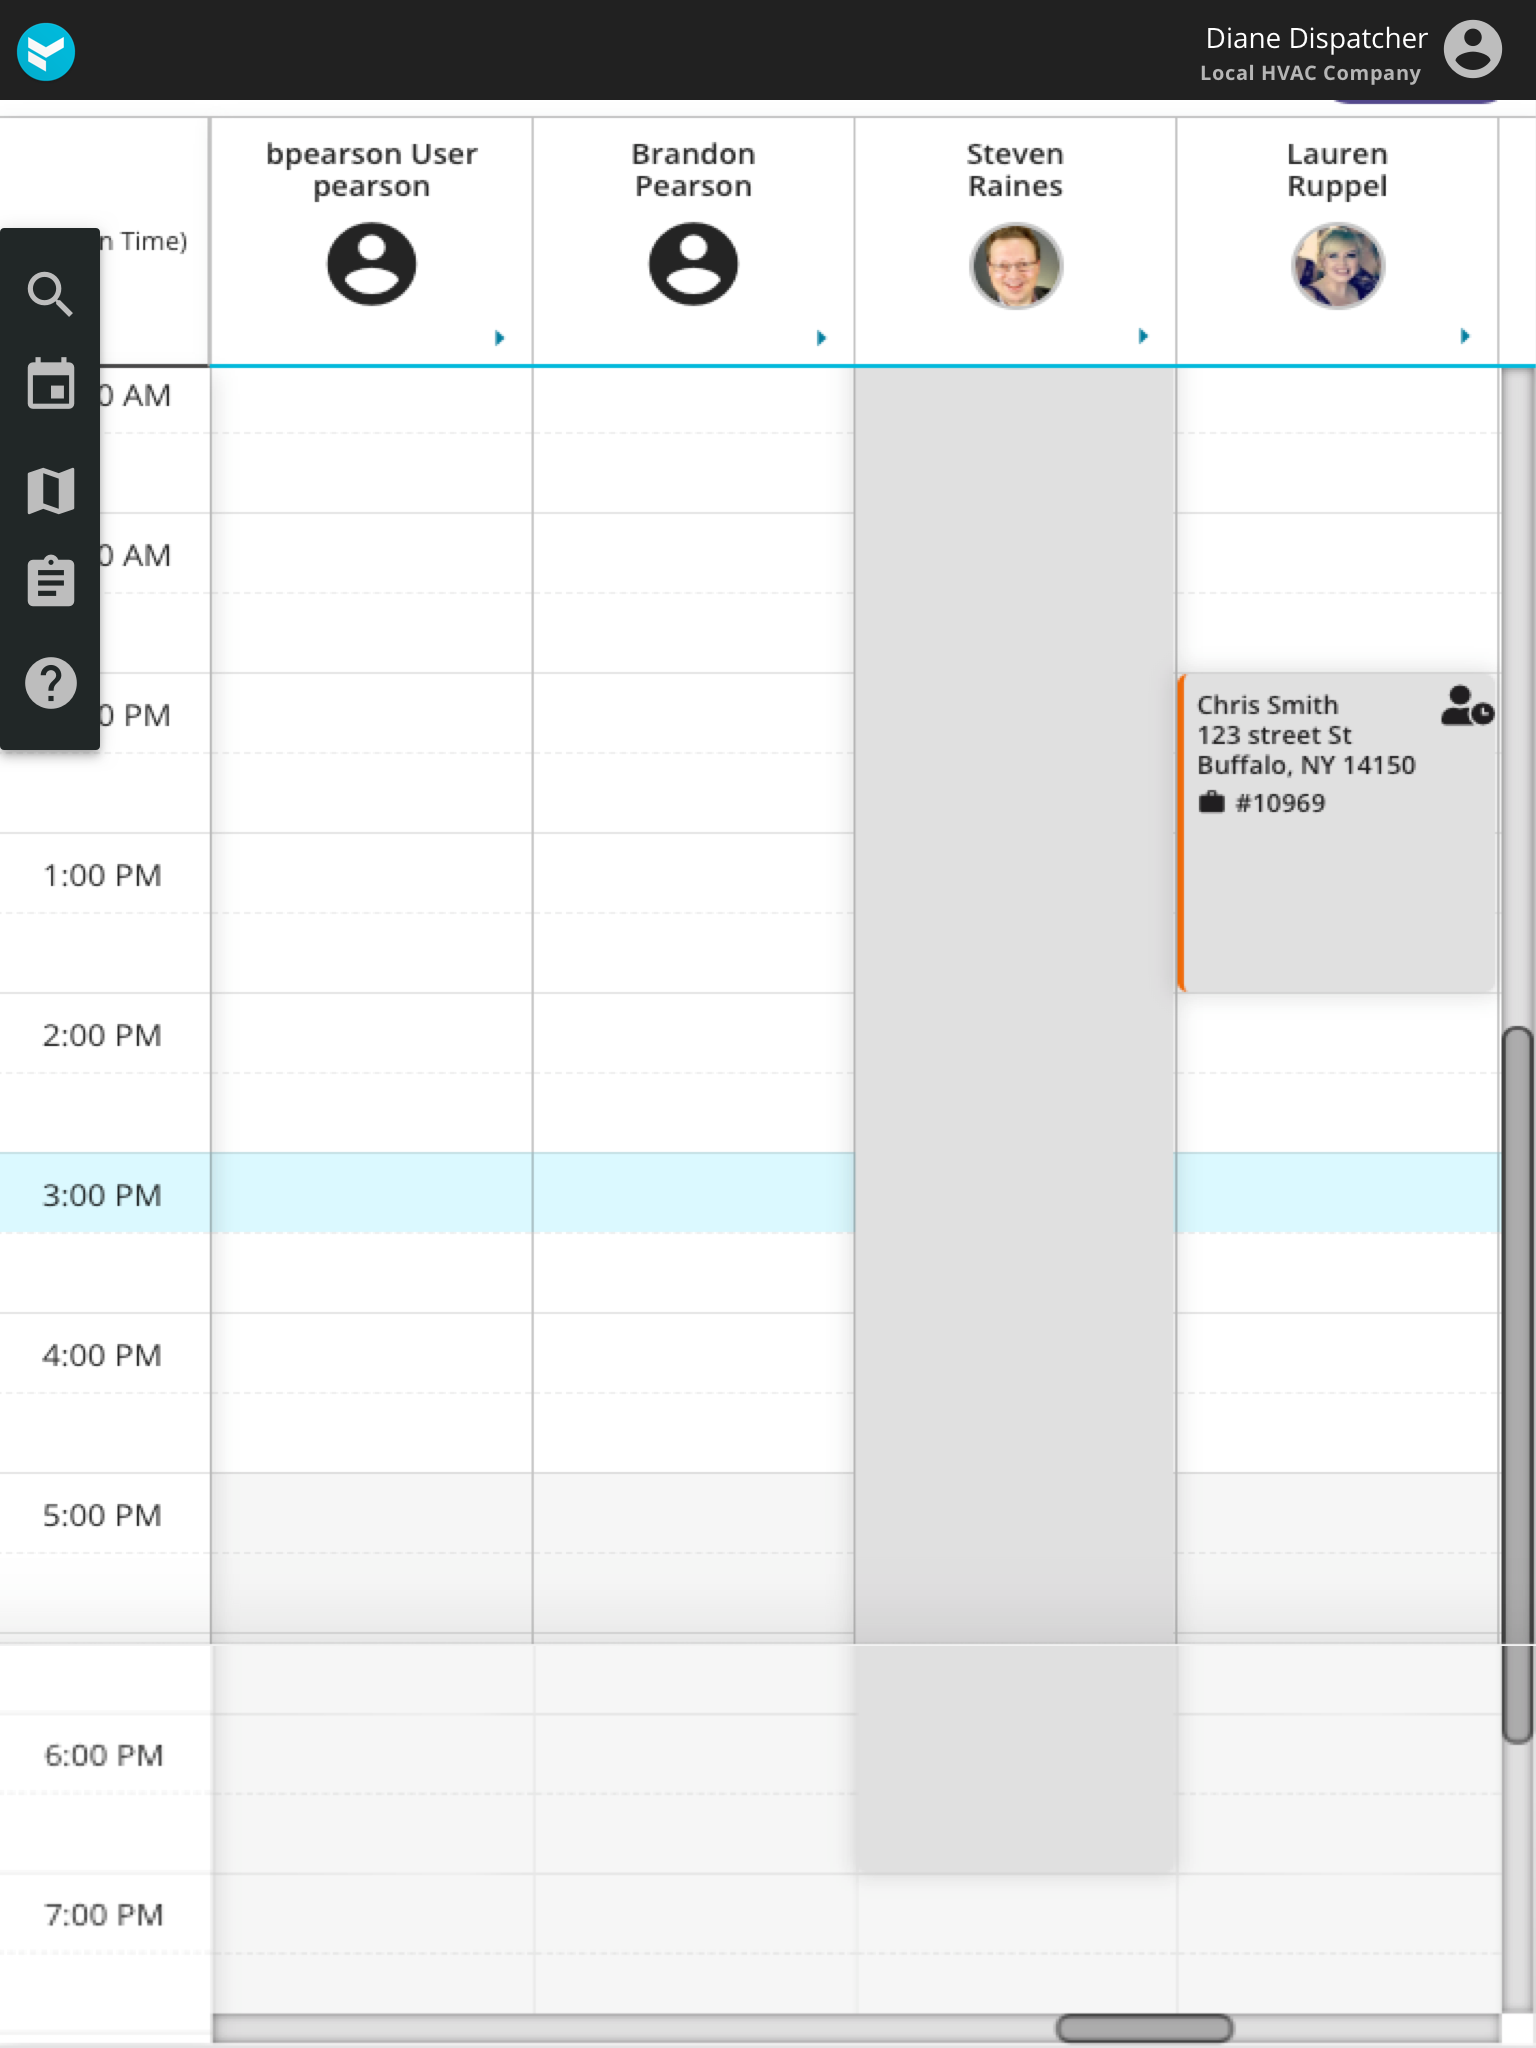 Diane Dispatcher
Local HVAC Company
bpearson User
pearson
Brandon
Pearson
Steven
Raines
Lauren
Ruppel
n Time)
0 AM
0 AM
0 PM
Chris Smith
123 street St
Buffalo, NY 14150
#10969
1:00 PM
2:00 PM
3:00 PM
4:00 PM
5:00 PM
6:00 PM
7:00 PM